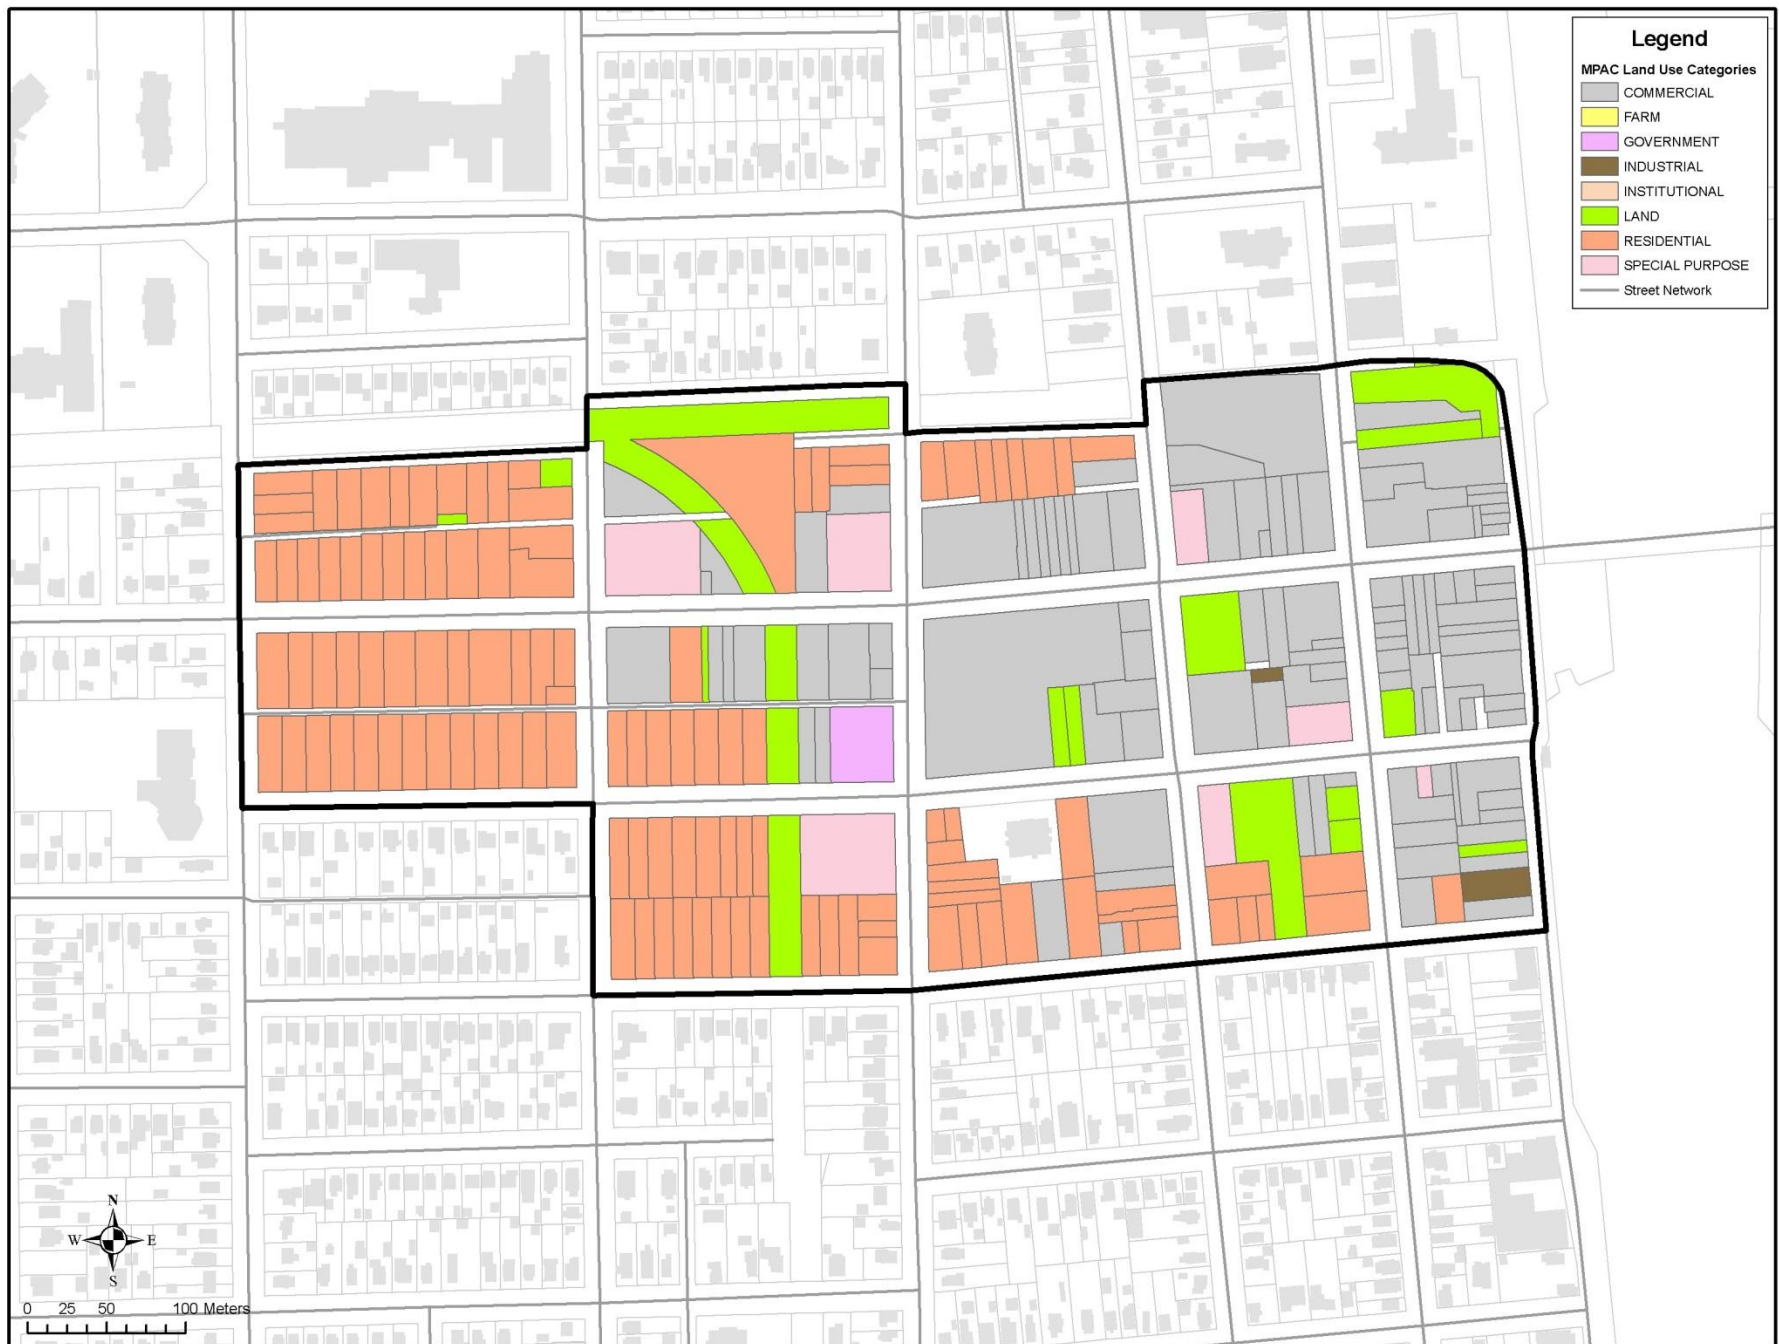 Legend
MPAC Land Use Categories
COMMERCIAL
FARM
GOVERNMENT
INDUSTRIAL
INSTITUTIONAL
LAND
RESIDENTIAL
SPECIAL PURPOSE
Street Network
N
W E
S
0 25 50 100 Meters